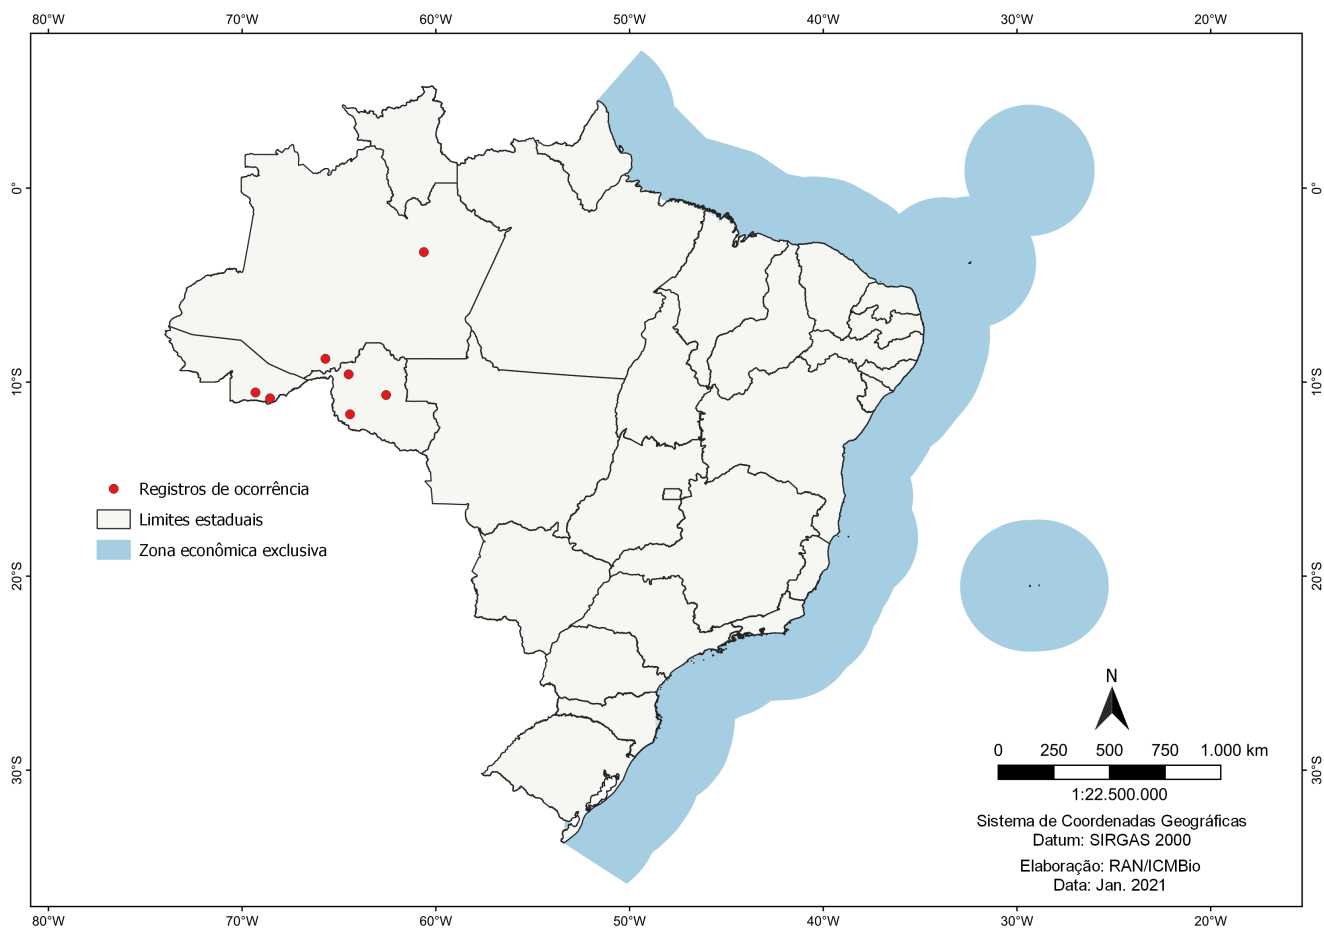 80°W 70°W 60°W 50°W 40°W 30°W 20°W
0° 0°
10°S 10°S
Registros de ocorrência
Limites estaduais
Zona econômica exclusiva
20°S 20°S
N
0 250 500 750 1.000 km
30°S 30°S
1:22.500.000
Sistema de Coordenadas Geográficas
Datum: SIRGAS 2000
Elaboração: RAN/ICMBio
Data: Jan. 2021
80°W 70°W 60°W 50°W 40°W 30°W 20°W